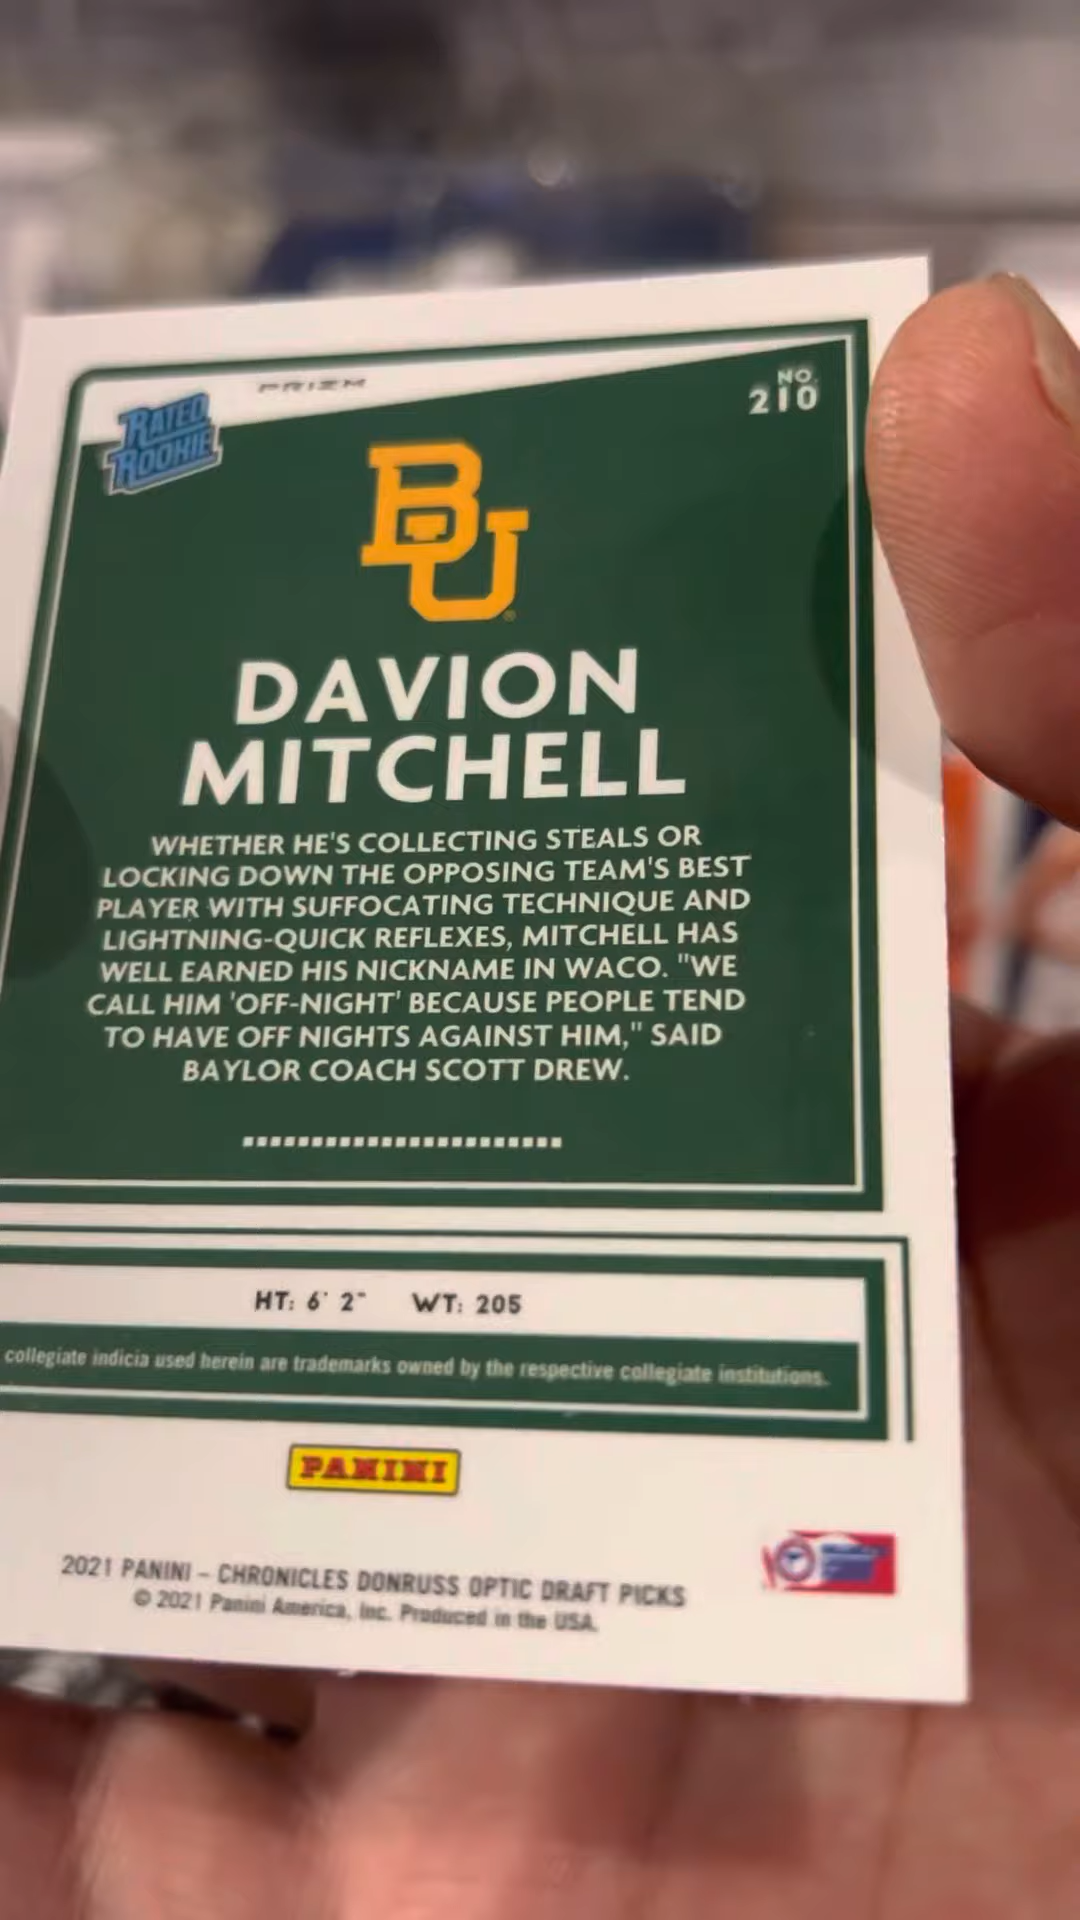 PRIZM
RATED
ROOKIE
NO.
210
BU
DAVION
MITCHELL
WHETHER HE'S COLLECTING STEALS OR
LOCKING DOWN THE OPPOSING TEAM'S BEST
PLAYER WITH SUFFOCATING TECHNIQUE AND
LIGHTNING-QUICK REFLEXES, MITCHELL HAS
WELL EARNED HIS NICKNAME IN WACO. "WE
CALL HIM 'OFF-NIGHT' BECAUSE PEOPLE TEND
TO HAVE OFF NIGHTS AGAINST HIM," SAID
BAYLOR COACH SCOTT DREW.
HT: 6' 2" WT: 205
collegiate indicia used herein are trademarks owned by the respective collegiate institutions.
PANINI
2021 PANINI – CHRONICLES DONRUSS OPTIC DRAFT PICKS
© 2021 Panini America, Inc. Produced in the USA.